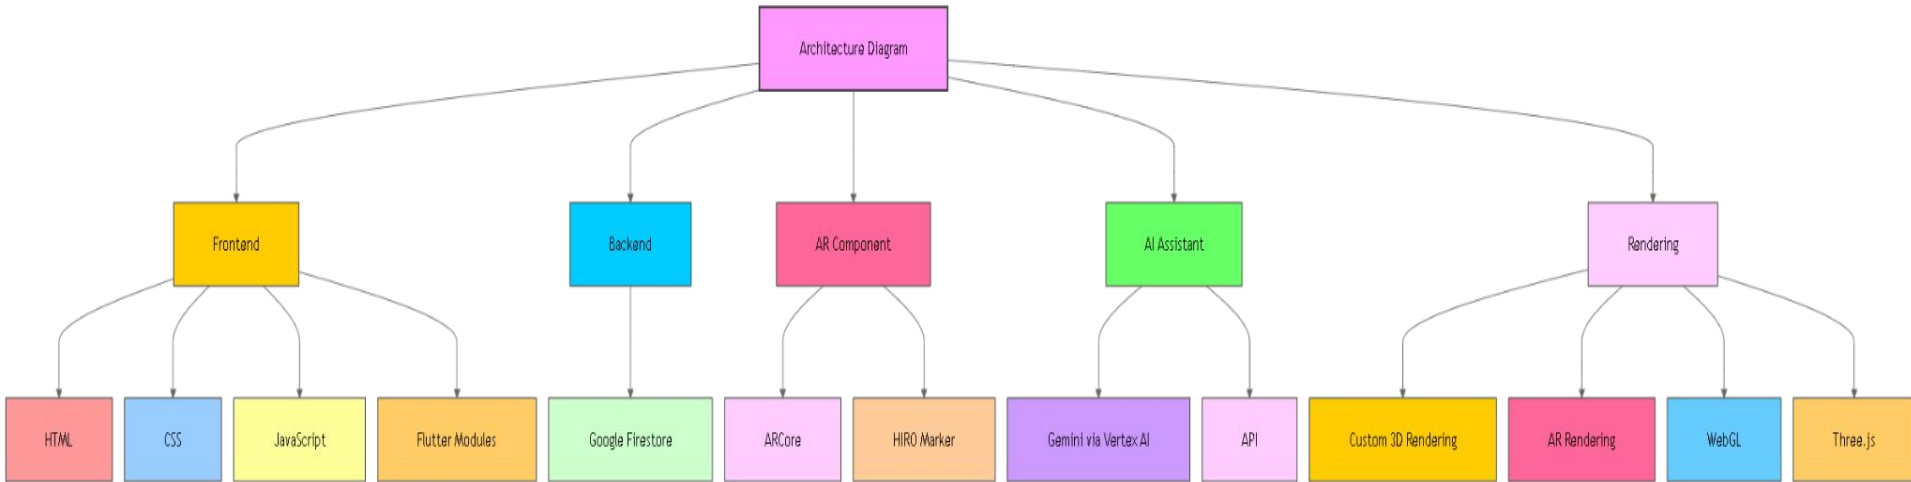 Architecture Diagram
Frontend
Backend
AR Component
AI Assistant
Rendering
HTML
CSS
JavaScript
Flutter Modules
Google Firestore
ARCore
HIRO Marker
Gemini via Vertex AI
API
Custom 3D Rendering
AR Rendering
WebGL
Three.js